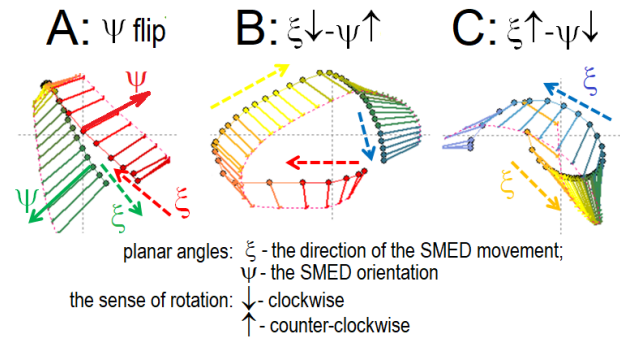 A: ψ flip
B: ξ↓-ψ↑
C: ξ↑-ψ↓
ψ
ψ
ξ
ξ
ξ
ξ
planar angles: ξ - the direction of the SMED movement;
ψ - the SMED orientation
the sense of rotation: ↓ - clockwise
↑ - counter-clockwise